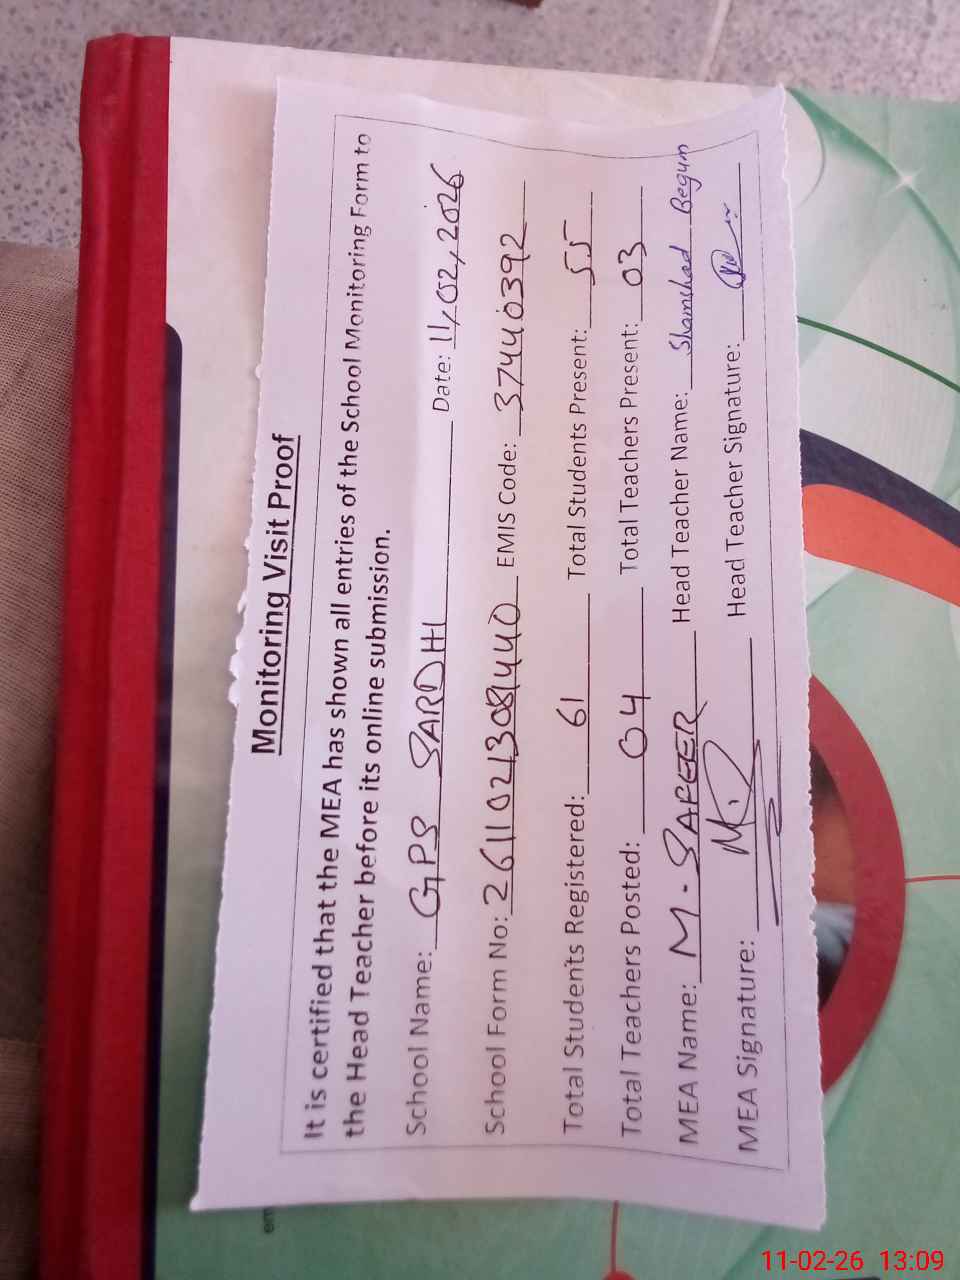 Monitoring Visit Proof
It is certified that the MEA has shown all entries of the School Monitoring Form to
the Head Teacher before its online submission.
School Name: GPS SARDHI Date: 11/02/2026
School Form No: 2611021308440 EMIS Code: 37440392
Total Students Registered: 61 Total Students Present: 55
Total Teachers Posted: 04 Total Teachers Present: 03
MEA Name: M. SAFEER Head Teacher Name: Shamshad Begum
MEA Signature: Head Teacher Signature:
11-02-26 13:09